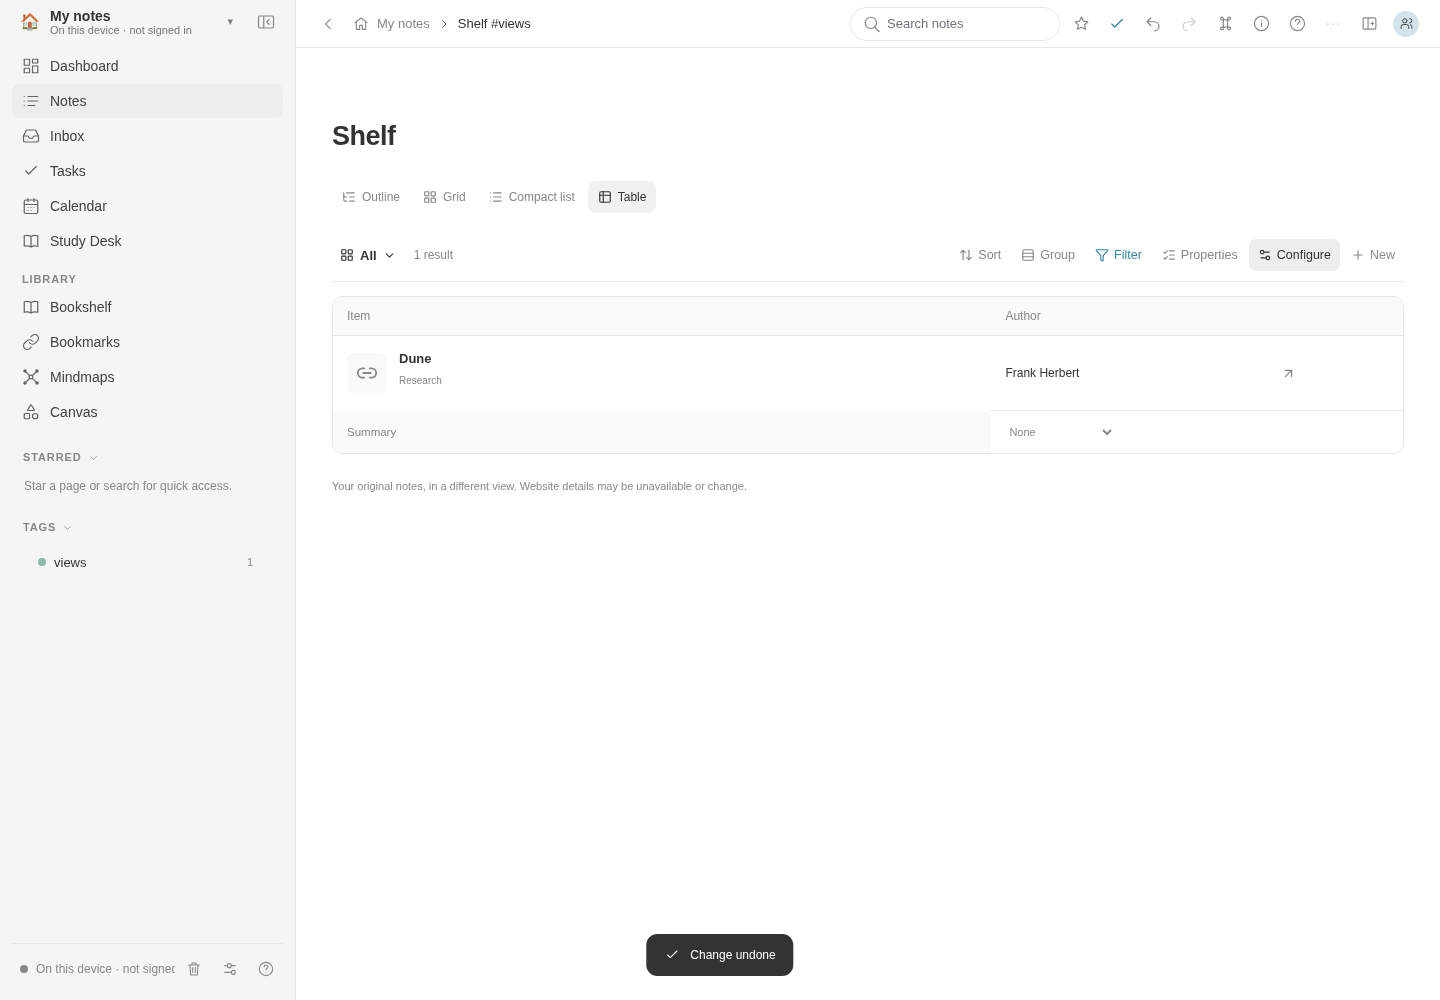 My notes
On this device · not signed in
Dashboard
Notes
Inbox
Tasks
Calendar
Study Desk
LIBRARY
Bookshelf
Bookmarks
Mindmaps
Canvas
STARRED
Star a page or search for quick access.
TAGS
views 1
On this device · not signed
My notes Shelf #views
Search notes
Shelf
Outline Grid Compact list Table
All 1 result Sort Group Filter Properties Configure New
Item Author
Dune
Research
Frank Herbert
Summary None
Your original notes, in a different view. Website details may be unavailable or change.
Change undone